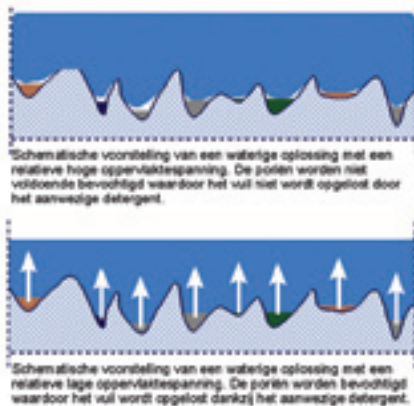 Schematische voorstelling van een waterige oplossing met een
relatieve hoge oppervlaktespanning. De poriën worden niet
voldoende bevochtigd waardoor het vuil niet wordt opgelost door
het aanwezige detergent.
Schematische voorstelling van een waterige oplossing met een
relatieve lage oppervlaktespanning. De poriën worden bevochtigd
waardoor het vuil wordt opgelost dankzij het aanwezige detergent.